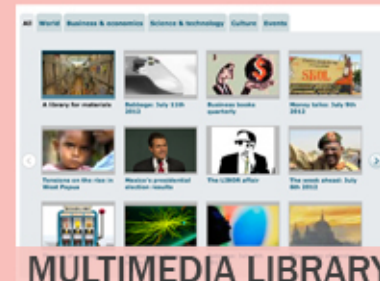 All World Business & economics Science & technology Culture Events
SKOL
A library for materials
Babbage: July 11th 2012
Business books quarterly
Money talks: July 9th 2012
Tensions on the rise in West Papua
Mexico's presidential election results
The LIBOR affair
The week ahead: July 6th 2012
MULTIMEDIA LIBRARY